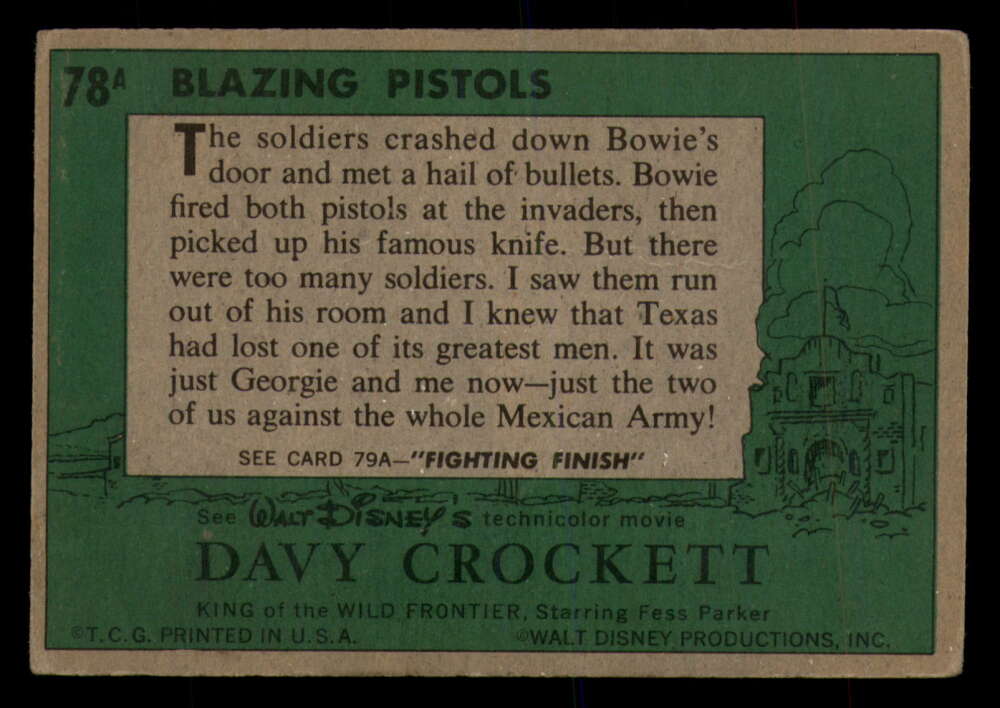 78A BLAZING PISTOLS
The soldiers crashed down Bowie's
door and met a hail of bullets. Bowie
fired both pistols at the invaders, then
picked up his famous knife. But there
were too many soldiers. I saw them run
out of his room and I knew that Texas
had lost one of its greatest men. It was
just Georgie and me now—just the two
of us against the whole Mexican Army!
SEE CARD 79A—"FIGHTING FINISH"
See WALT DISNEY'S technicolor movie
DAVY CROCKETT
KING of the WILD FRONTIER, Starring Fess Parker
©T.C.G. PRINTED IN U.S.A. ©WALT DISNEY PRODUCTIONS, INC.